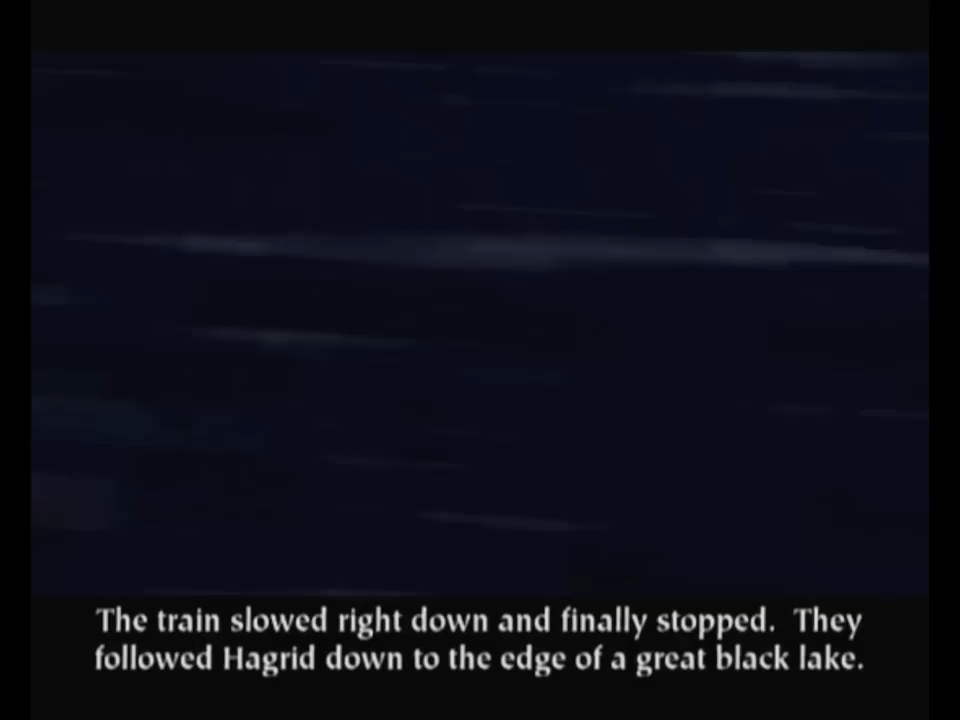 The train slowed right down and finally stopped.  They
followed Hagrid down to the edge of a great black lake.